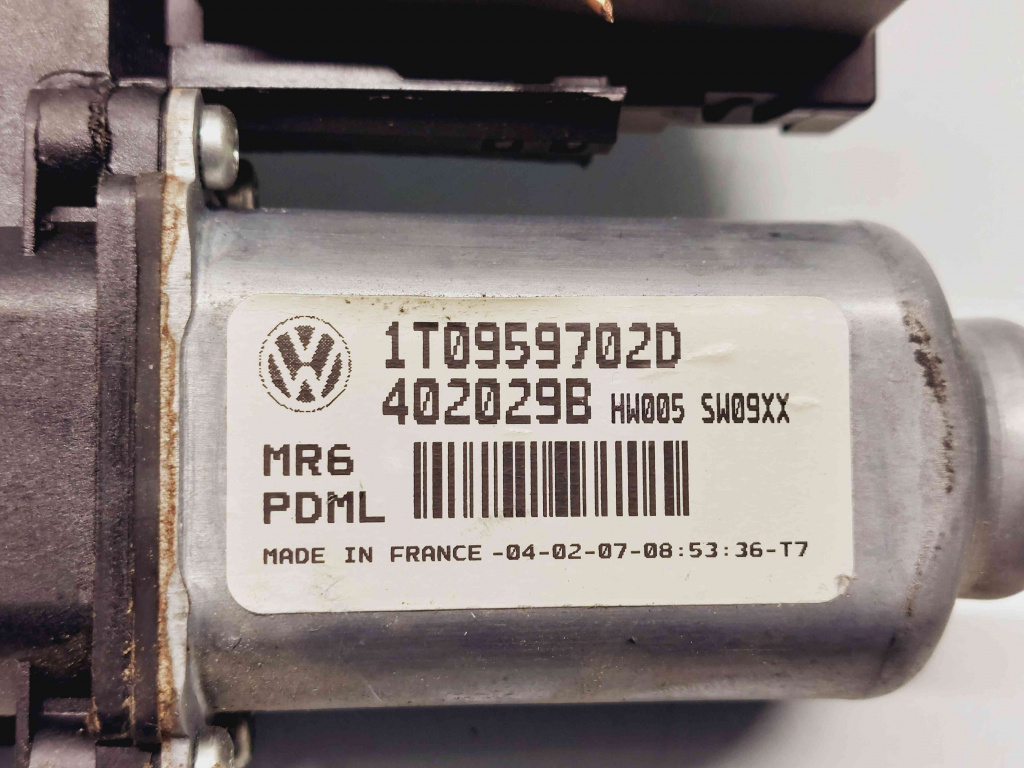 1T0959702D
402029B HW005 SW09XX
MR6
PDML
MADE IN FRANCE -04-02-07-08:53:36-T7